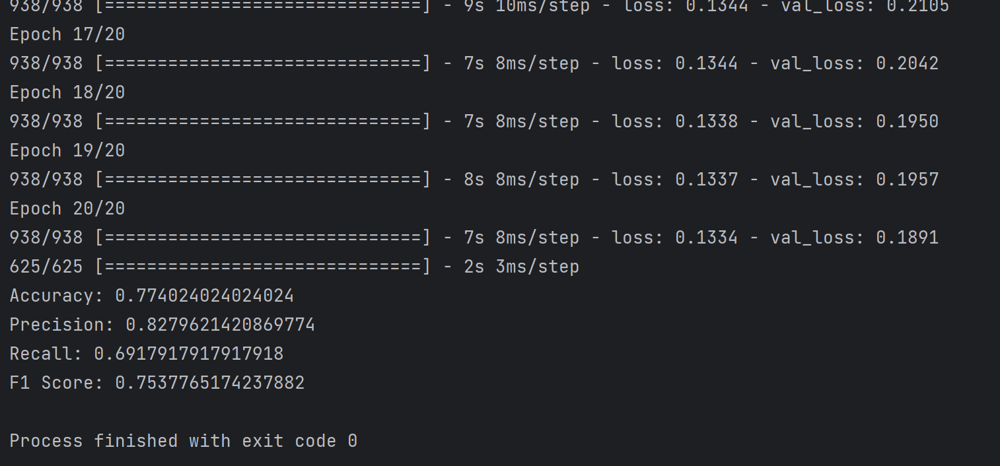 938/938 [==============================] - 9s 10ms/step - loss: 0.1344 - val_loss: 0.2105
Epoch 17/20
938/938 [==============================] - 7s 8ms/step - loss: 0.1344 - val_loss: 0.2042
Epoch 18/20
938/938 [==============================] - 7s 8ms/step - loss: 0.1338 - val_loss: 0.1950
Epoch 19/20
938/938 [==============================] - 8s 8ms/step - loss: 0.1337 - val_loss: 0.1957
Epoch 20/20
938/938 [==============================] - 7s 8ms/step - loss: 0.1334 - val_loss: 0.1891
625/625 [==============================] - 2s 3ms/step
Accuracy: 0.774024024024024
Precision: 0.8279621420869774
Recall: 0.6917917917917918
F1 Score: 0.7537765174237882
Process finished with exit code 0